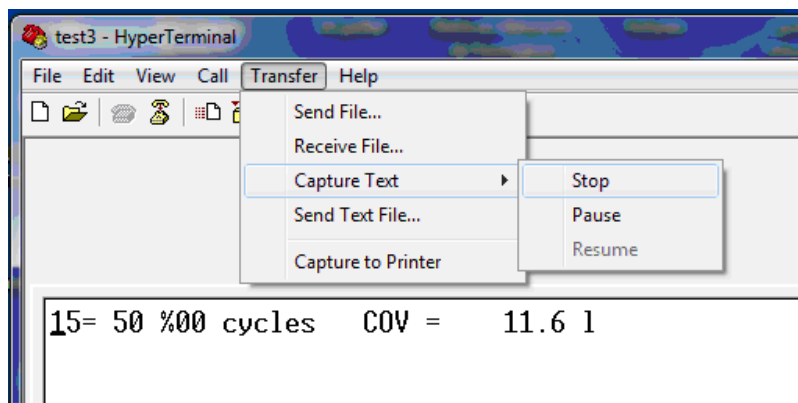 test3 - HyperTerminal
File Edit View Call Transfer Help
Send File...
Receive File...
Capture Text
Stop
Send Text File...
Pause
Resume
Capture to Printer
15= 50 %00 cycles COV = 11.6 l